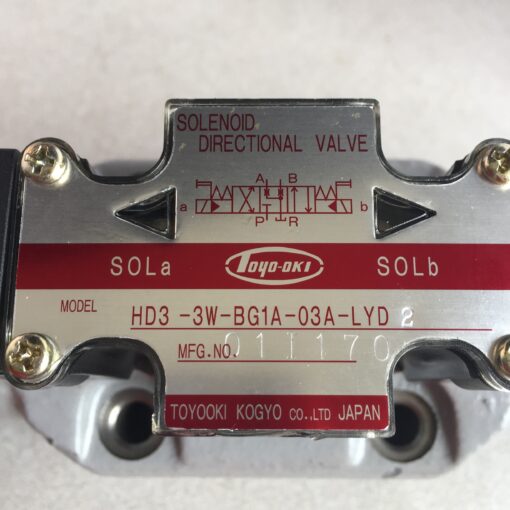 SOLENOID
DIRECTIONAL VALVE
A B
a b
P R
SOLa TOYO-OKI SOLb
MODEL HD3-3W-BG1A-03A-LYD 2
MFG.NO. 011170
TOYOOKI KOGYO CO.,LTD JAPAN